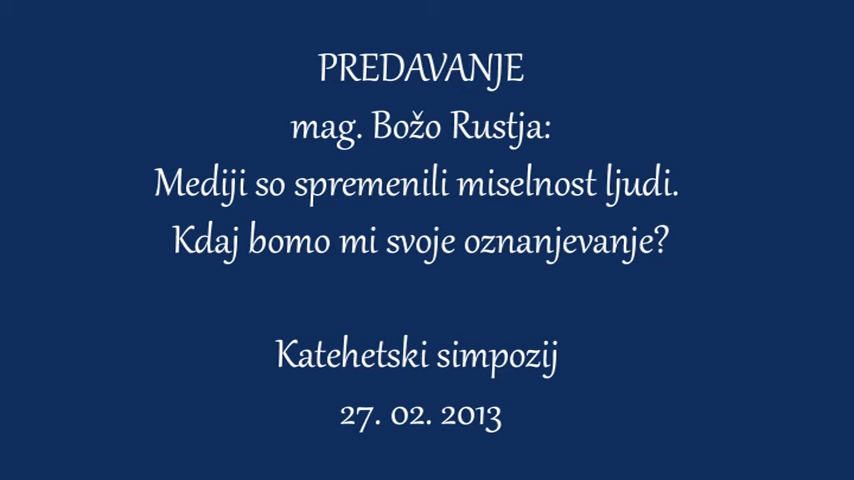 PREDAVANJE
mag. Božo Rustja:
Mediji so spremenili miselnost ljudi.
Kdaj bomo mi svoje oznanjevanje?
Katehetski simpozij
27. 02. 2013